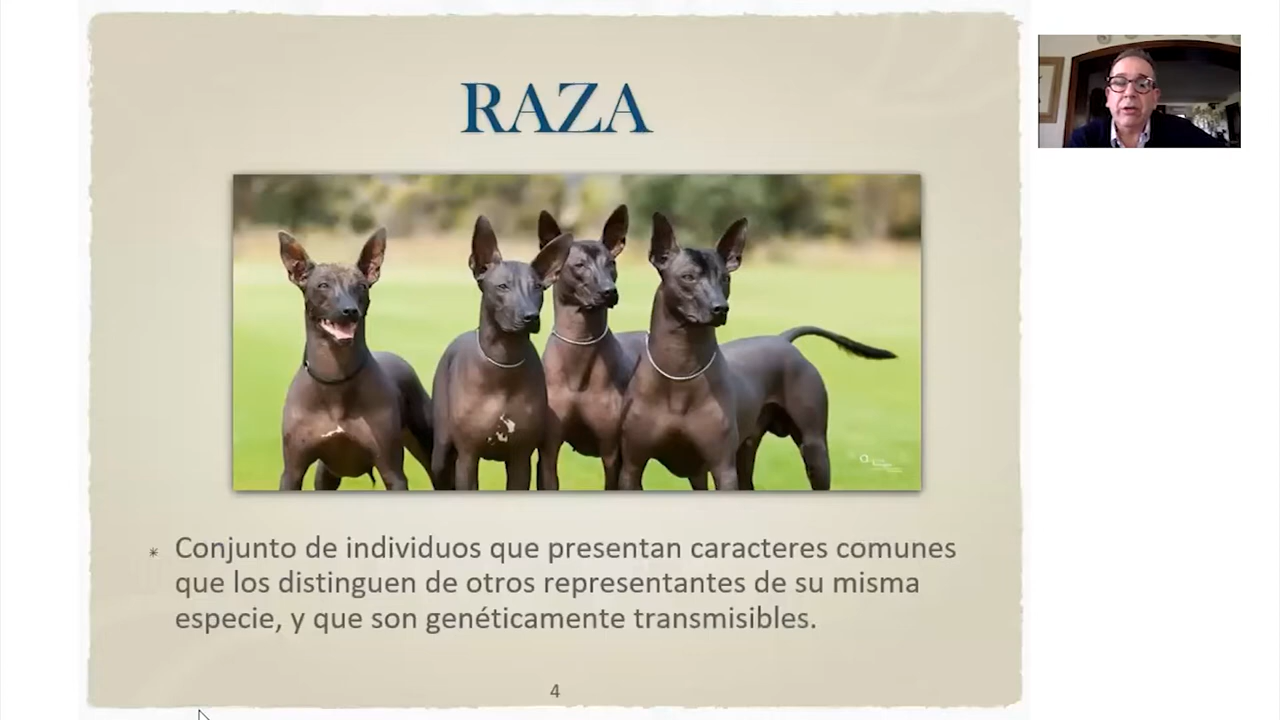 RAZA
* Conjunto de individuos que presentan caracteres comunes
que los distinguen de otros representantes de su misma
especie, y que son genéticamente transmisibles.
4